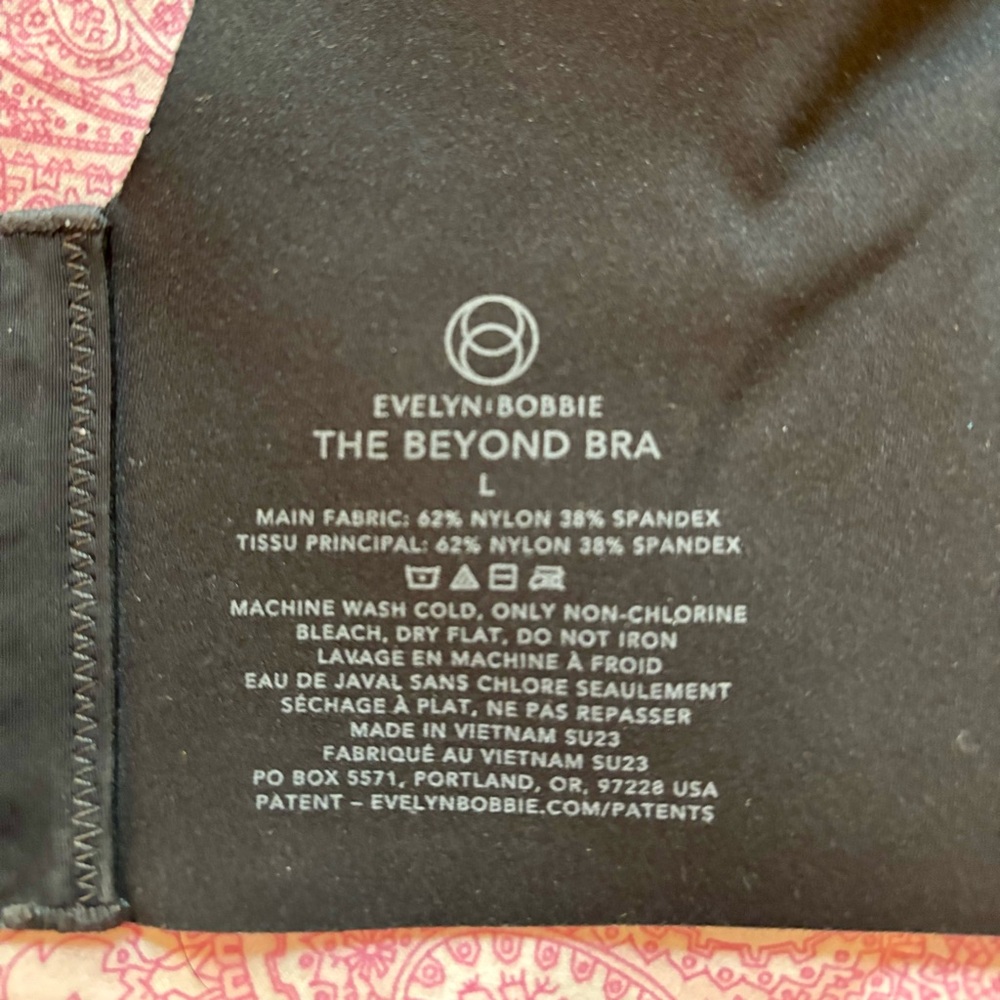 EVELYN&BOBBIE
THE BEYOND BRA
L
MAIN FABRIC: 62% NYLON 38% SPANDEX
TISSU PRINCIPAL: 62% NYLON 38% SPANDEX
MACHINE WASH COLD, ONLY NON-CHLORINE
BLEACH, DRY FLAT, DO NOT IRON
LAVAGE EN MACHINE À FROID
EAU DE JAVAL SANS CHLORE SEAULEMENT
SÉCHAGE À PLAT, NE PAS REPASSER
MADE IN VIETNAM SU23
FABRIQUÉ AU VIETNAM SU23
PO BOX 5571, PORTLAND, OR, 97228 USA
PATENT – EVELYNBOBBIE.COM/PATENTS